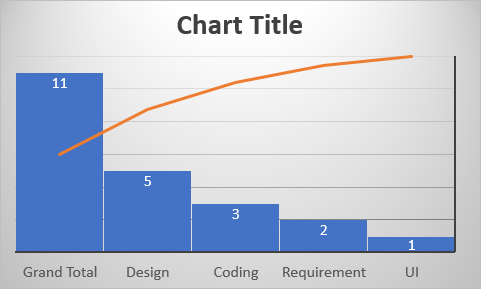 Chart Title
11
5
3
2
1
Grand Total Design Coding Requirement UI